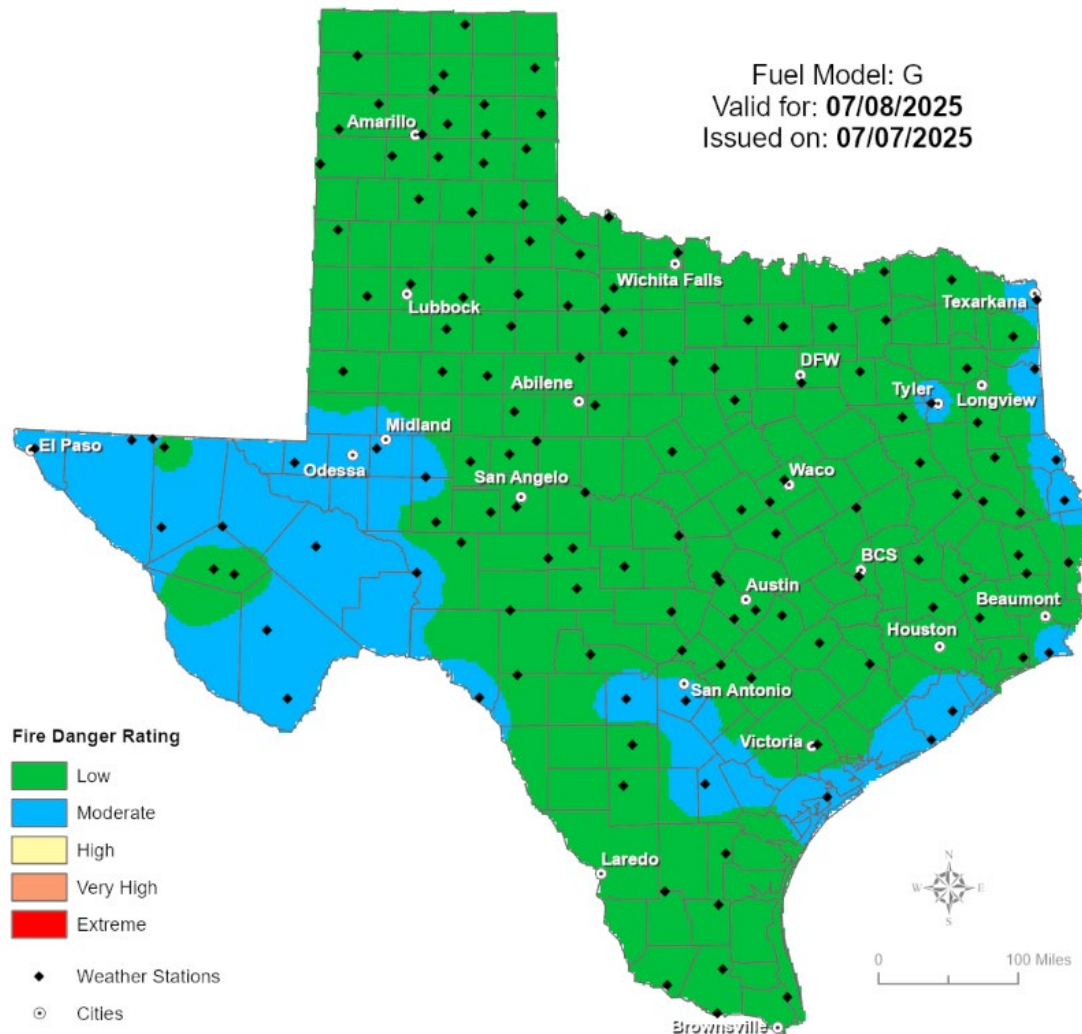 Fuel Model: G
Valid for: 07/08/2025
Issued on: 07/07/2025
Amarillo
Wichita Falls
Texarkana
Lubbock
DFW
Abilene
Tyler
Longview
Midland
El Paso
Odessa
San Angelo
Waco
BCS
Austin
Beaumont
Houston
San Antonio
Victoria
Fire Danger Rating
Low
Moderate
High
Very High
Extreme
Weather Stations
Cities
Laredo
Brownsville
N
W E
S
0 100 Miles